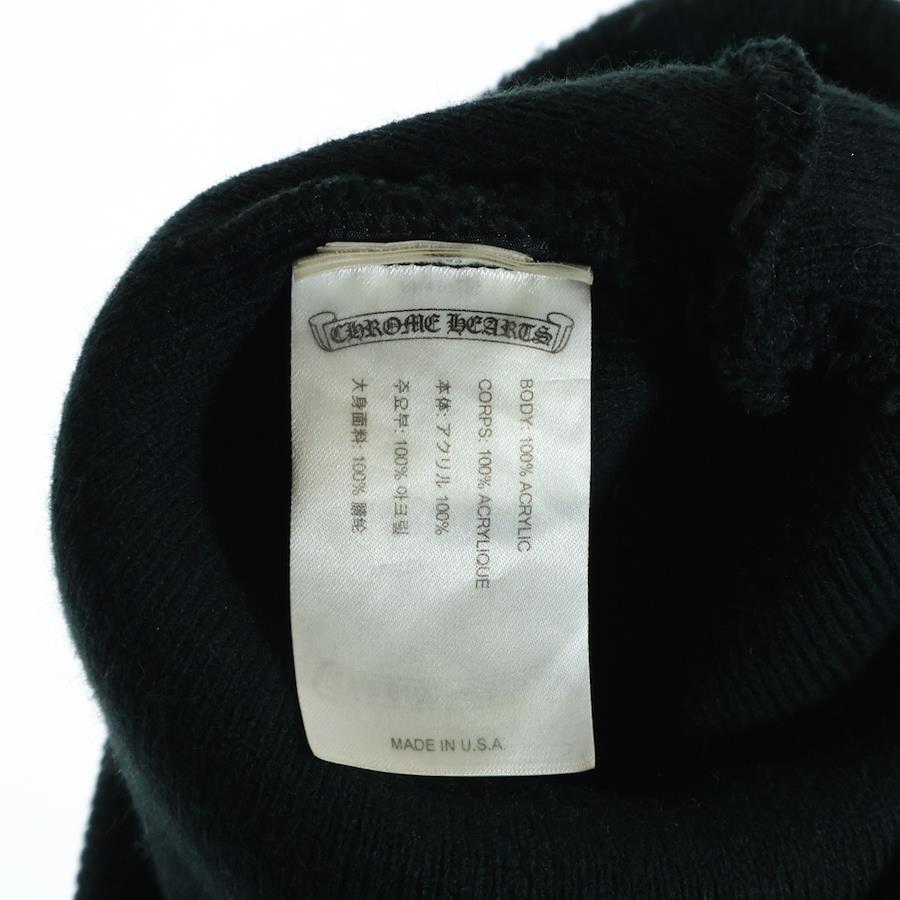 CHROME HEARTS
BODY: 100% ACRYLIC
CORPS: 100% ACRYLIQUE
本体: アクリル 100%
주요부: 100% 아크릴
大身面料: 100% 腈纶
MADE IN U.S.A.